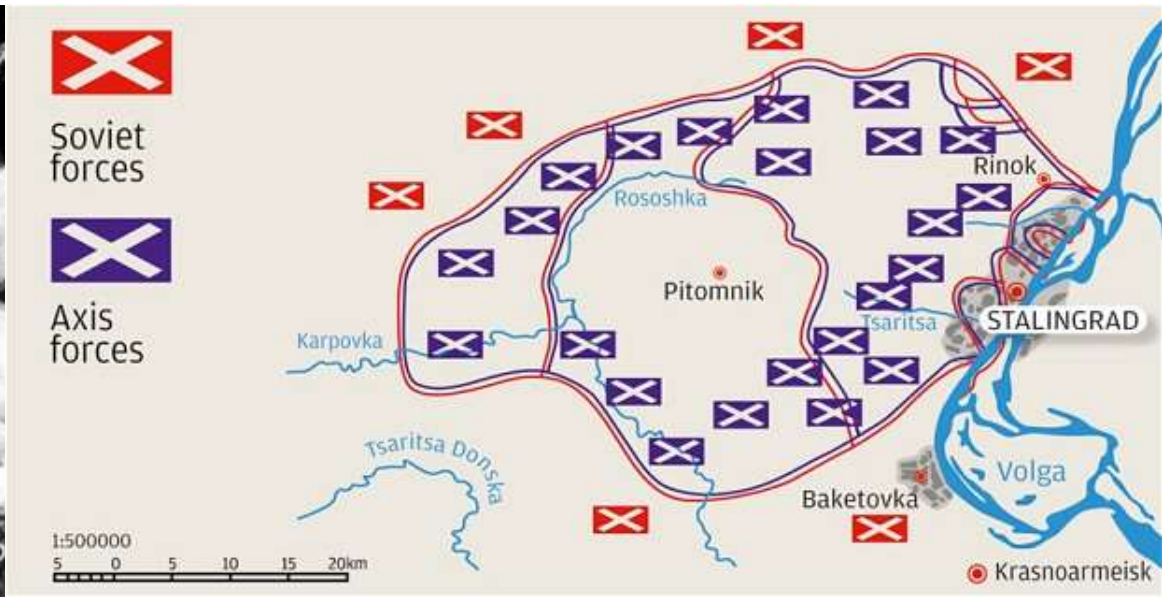 Soviet
forces
Axis
forces
Rinok
Rososhka
Pitomnik
Karpovka
Tsaritsa
STALINGRAD
Tsaritsa Donska
Volga
Baketovka
1:500000
5 0 5 10 15 20km
Krasnoarmeisk